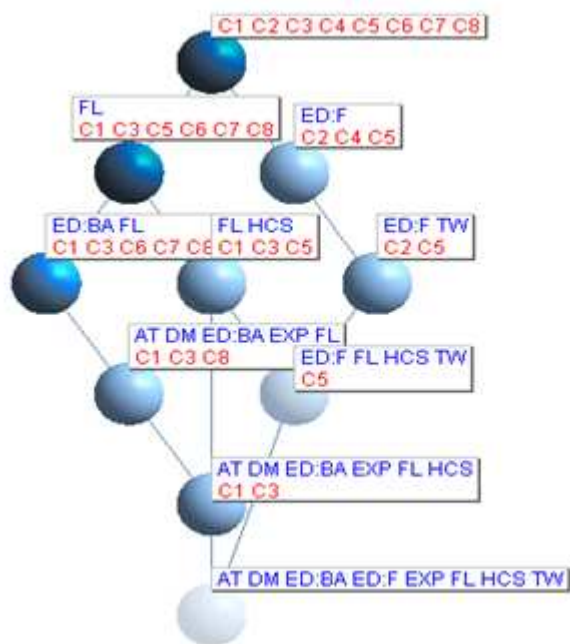 C1 C2 C3 C4 C5 C6 C7 C8
FL
C1 C3 C5 C6 C7 C8
ED:F
C2 C4 C5
ED:BA FL
C1 C3 C6 C7 C8
FL HCS
C1 C3 C5
ED:F TW
C2 C5
AT DM ED:BA EXP FL
C1 C3 C8
ED:F FL HCS TW
C5
AT DM ED:BA EXP FL HCS
C1 C3
AT DM ED:BA ED:F EXP FL HCS TW